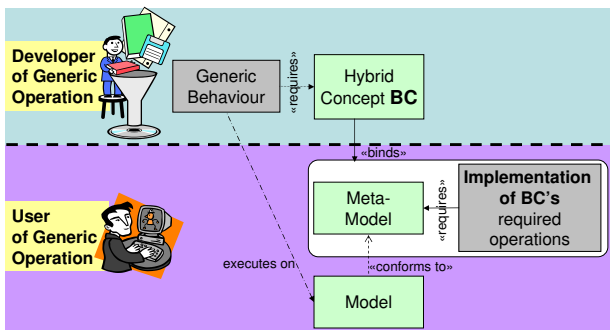 Developer
of Generic
Operation
Generic
Behaviour
«requires»
Hybrid
Concept BC
«binds»
User
of Generic
Operation
Meta-
Model
«requires»
Implementation
of BC's
required
operations
executes on
«conforms to»
Model